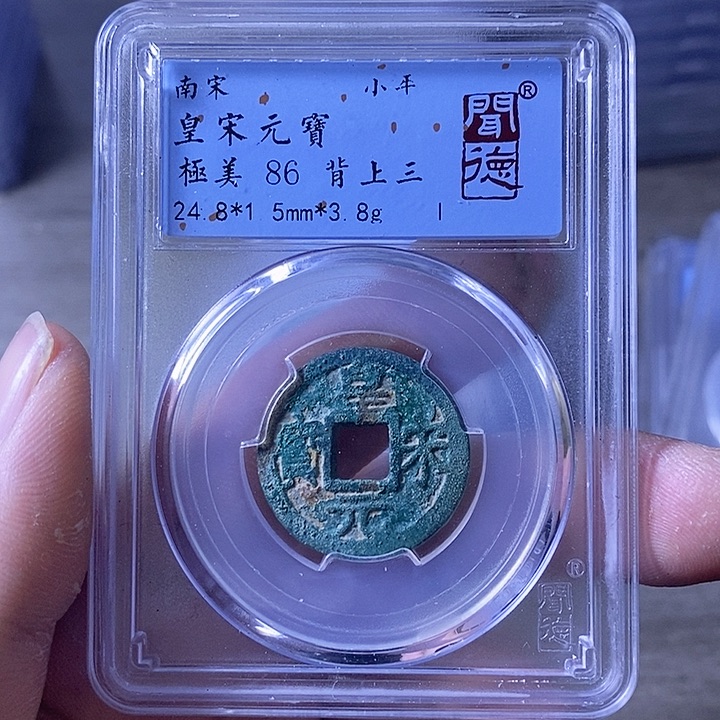 南宋 小平
皇宋元寶
極美 86 背上三
24.8*1 5mm*3.8g
聞德
®
皇宋元寶
聞德
®